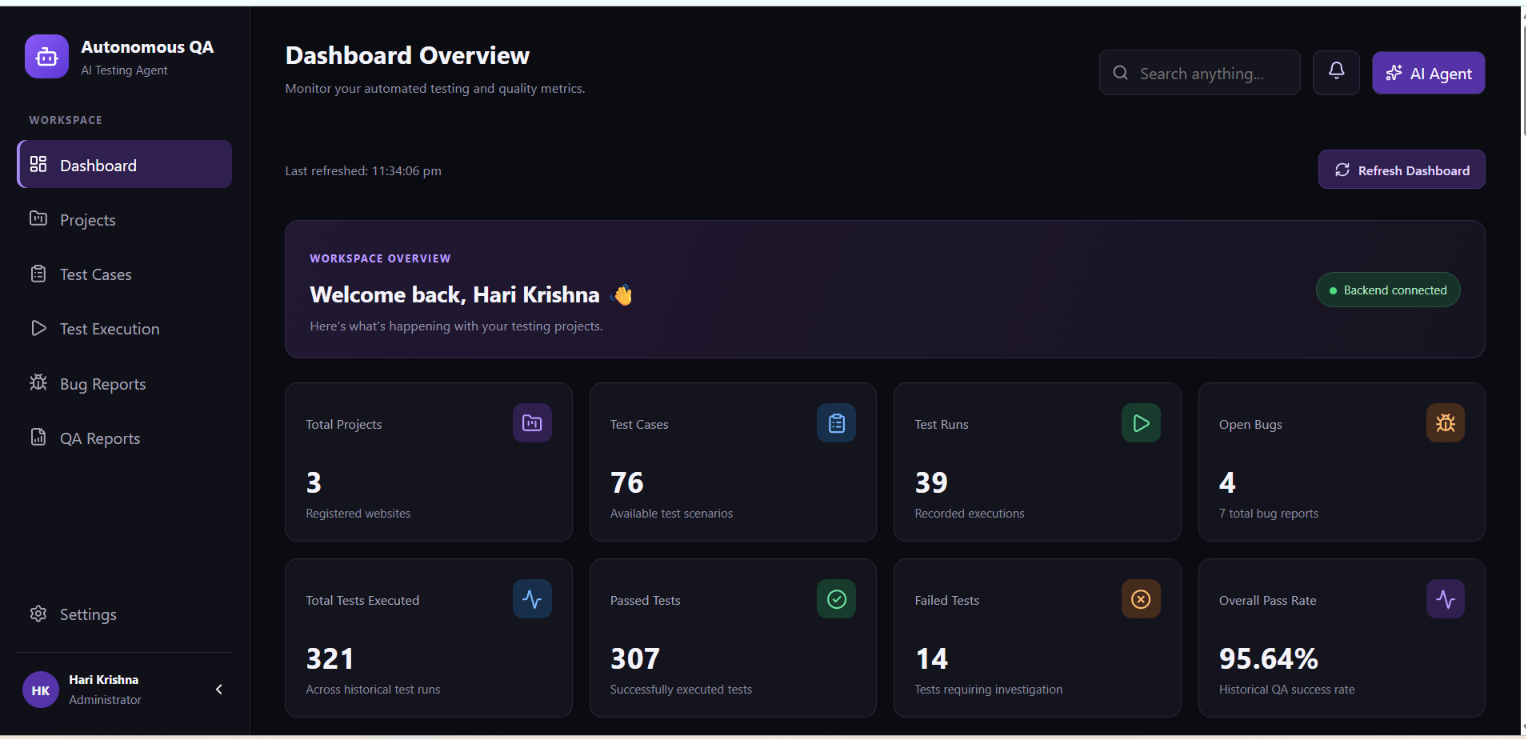 Autonomous QA
AI Testing Agent
WORKSPACE
Dashboard
Projects
Test Cases
Test Execution
Bug Reports
QA Reports
Settings
HK
Hari Krishna
Administrator
Dashboard Overview
Monitor your automated testing and quality metrics.
Search anything...
AI Agent
Last refreshed: 11:34:06 pm
Refresh Dashboard
WORKSPACE OVERVIEW
Welcome back, Hari Krishna 👋
Here's what's happening with your testing projects.
Backend connected
Total Projects
3
Registered websites
Test Cases
76
Available test scenarios
Test Runs
39
Recorded executions
Open Bugs
4
7 total bug reports
Total Tests Executed
321
Across historical test runs
Passed Tests
307
Successfully executed tests
Failed Tests
14
Tests requiring investigation
Overall Pass Rate
95.64%
Historical QA success rate